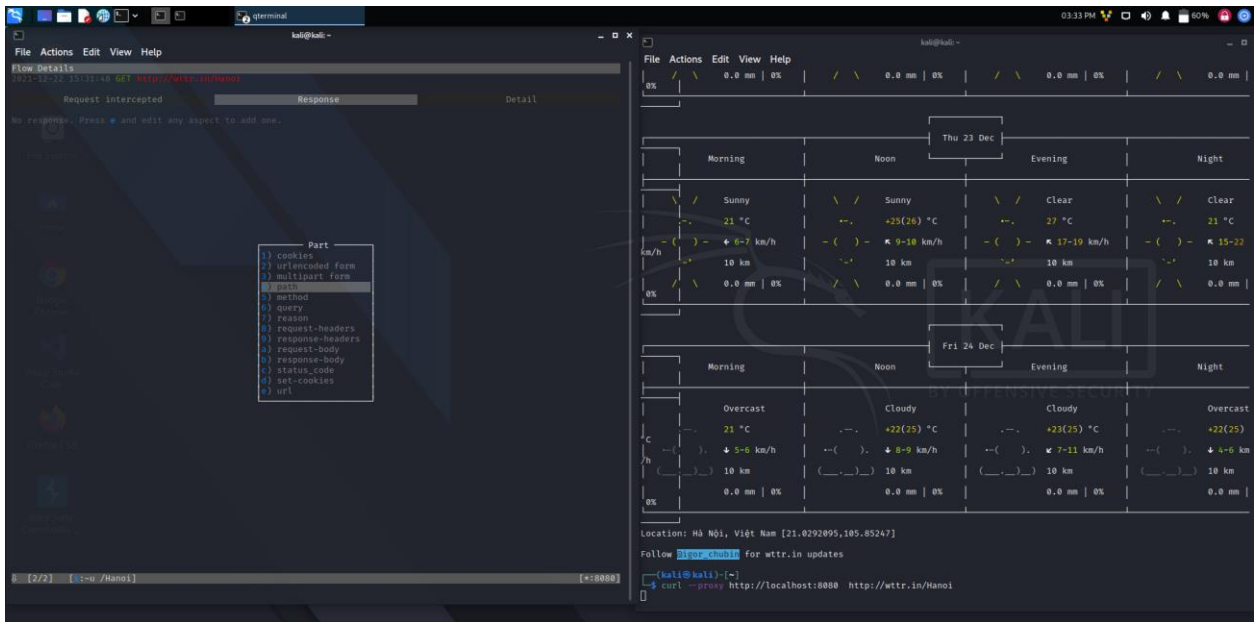 qterminal
03:33 PM
60%
kali@kali: ~
File Actions Edit View Help
Flow Details
2021-12-22 15:31:40 GET http://wttr.in/Hanoi
Request intercepted Response Detail
No response. Press e and edit any aspect to add one.
Part
1) cookies
2) urlencoded form
3) multipart form
) path
5) method
6) query
7) reason
8) request-headers
9) response-headers
a) request-body
b) response-body
c) status_code
d) set-cookies
e) url
[2/2] [:~u /Hanoi] [*:8080]
kali@kali: ~
File Actions Edit View Help
0.0 mm | 0% 0.0 mm | 0% 0.0 mm | 0% 0.0 mm |
0%
Thu 23 Dec
Morning Noon Evening Night
Sunny Sunny Clear Clear
21 °C +25(26) °C 27 °C 21 °C
← 6-7 km/h ↖ 9-10 km/h ↖ 17-19 km/h ↖ 15-22
km/h
10 km 10 km 10 km 10 km
0.0 mm | 0% 0.0 mm | 0% 0.0 mm | 0% 0.0 mm |
0%
KALI
BY OFFENSIVE SECURITY
Fri 24 Dec
Morning Noon Evening Night
Overcast Cloudy Cloudy Overcast
21 °C +22(25) °C +23(25) °C +22(25)
°C
↓ 5-6 km/h ↓ 8-9 km/h ↙ 7-11 km/h ↓ 4-6 km
/h
10 km 10 km 10 km 10 km
0.0 mm | 0% 0.0 mm | 0% 0.0 mm | 0% 0.0 mm |
0%
Location: Hà Nội, Việt Nam [21.0292095,105.85247]
Follow @igor_chubin for wttr.in updates
(kali㉿kali)-[~]
$ curl --proxy http://localhost:8080 http://wttr.in/Hanoi